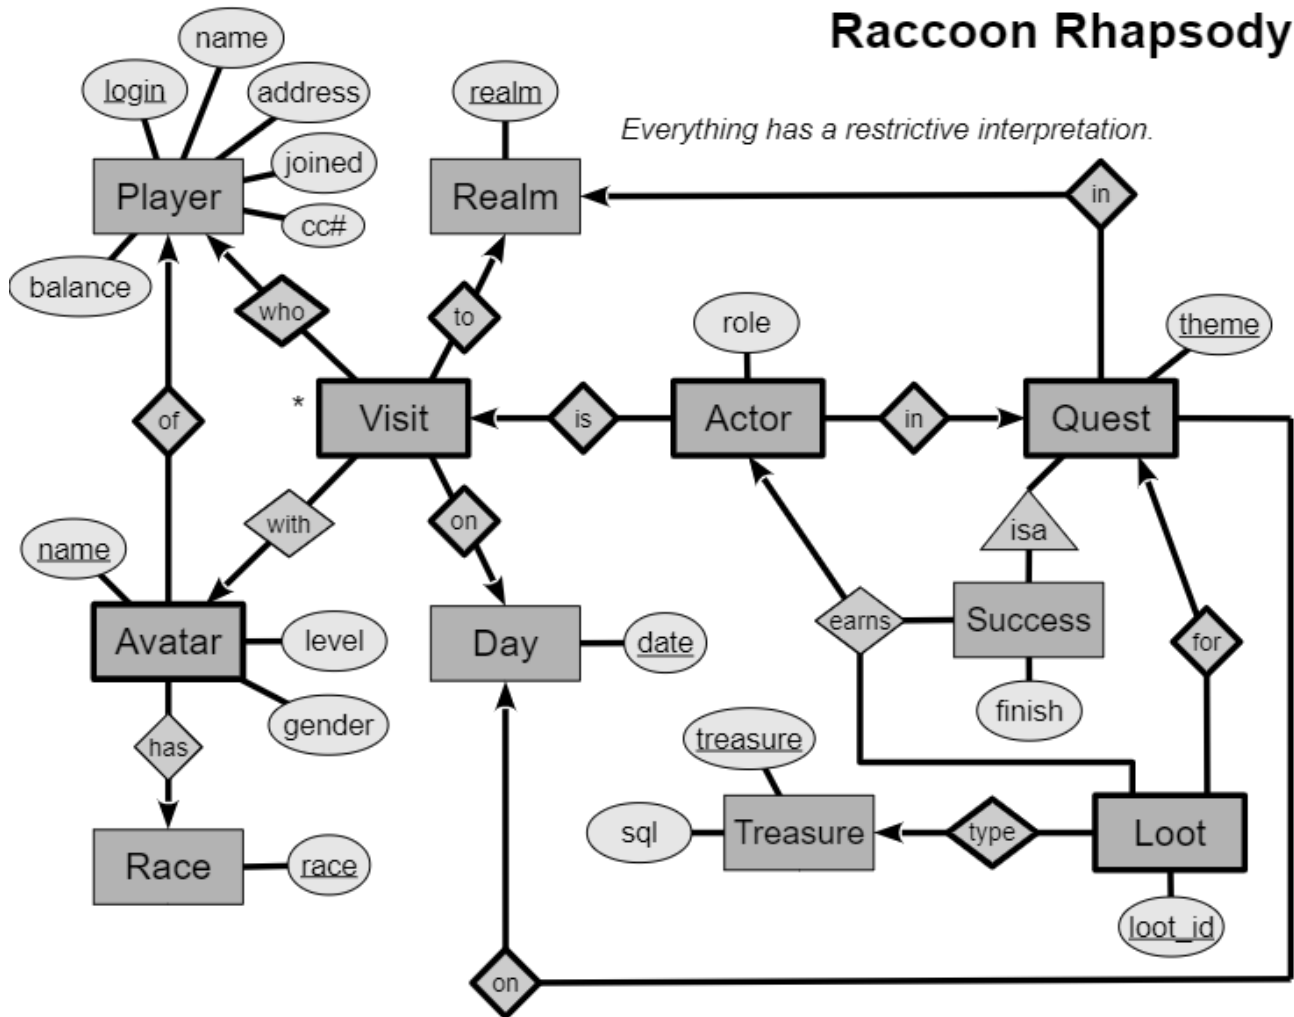 Raccoon Rhapsody
name
login
address
realm
Everything has a restrictive interpretation.
joined
Player
Realm
in
cc#
balance
who
to
role
theme
*
Visit
is
Actor
in
Quest
of
with
on
isa
name
earns
Success
for
Avatar
level
Day
date
gender
finish
has
treasure
sql
Treasure
type
Loot
Race
race
loot_id
on